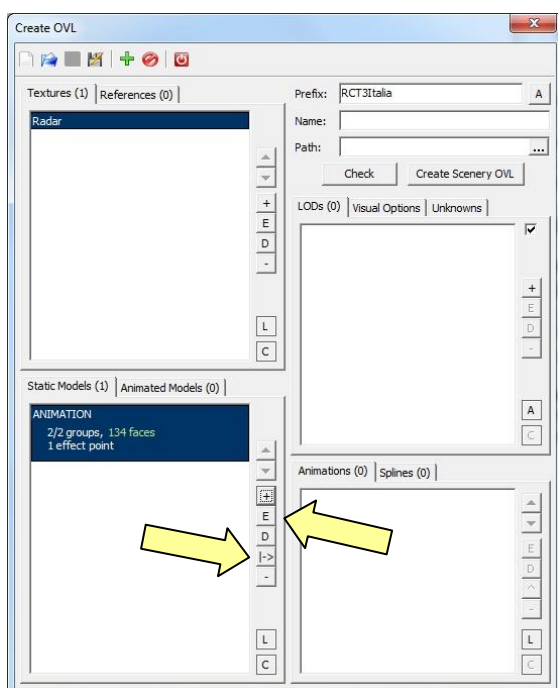 Create OVL
x
Textures (1) References (0)
Radar
+
E
D
-
L
C
Prefix: RCT3Italia A
Name:
Path: ...
Check Create Scenery OVL
LODs (0) Visual Options Unknowns
+
E
D
-
A
C
Static Models (1) Animated Models (0)
ANIMATION
2/2 groups, 134 faces
1 effect point
+
E
D
|->
-
L
C
Animations (0) Splines (0)
E
D
^
-
L
C